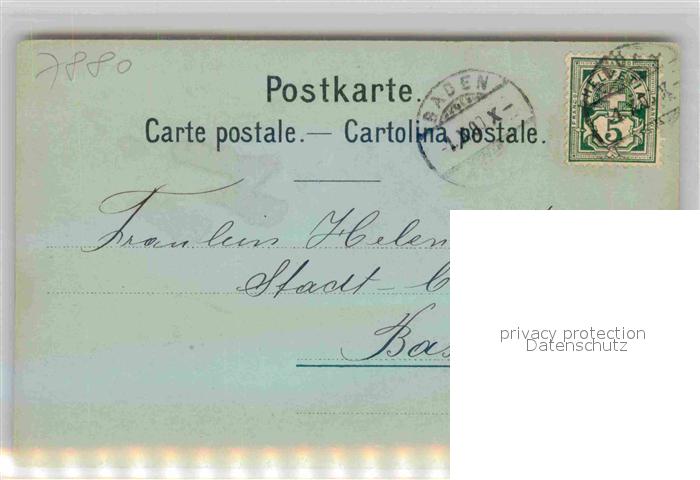 7880
Postkarte.
Carte postale.— Cartolina postale.
BADEN
HELVETIA
5
Fräulein Helen
Stadt-
Bas
privacy protection
Datenschutz